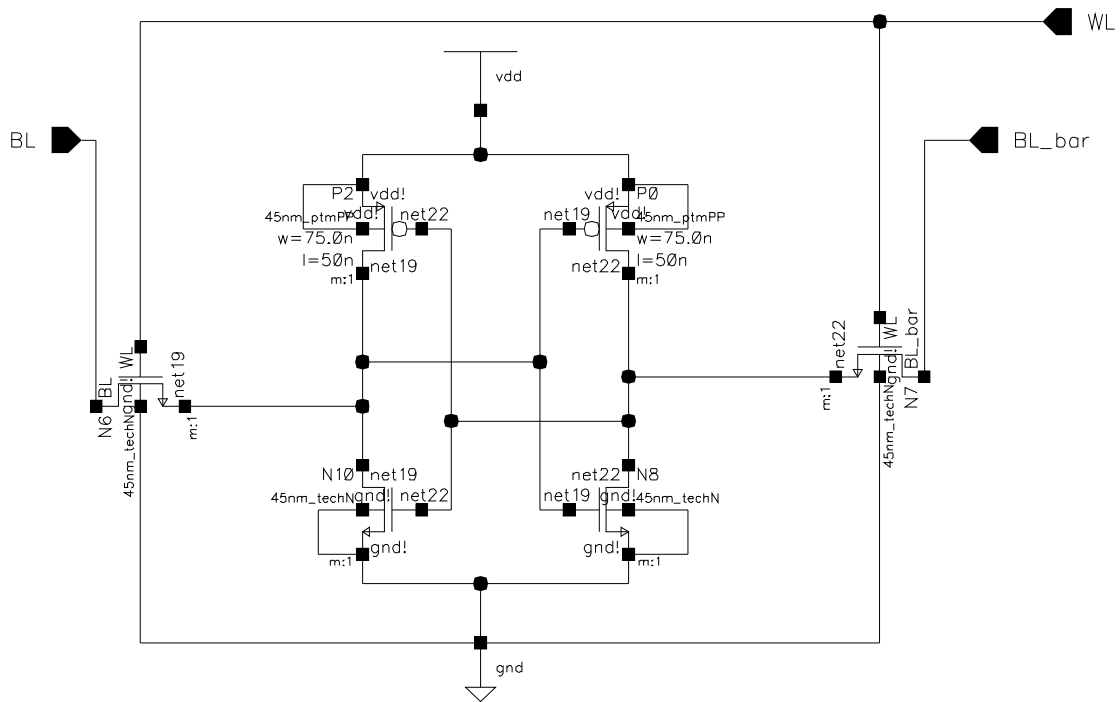 WL
vdd
BL
BL_bar
P2
vdd!
vdd!
P0
45nm_ptmPP
vdd!
net22
net19
vdd!
45nm_ptmPP
w=75.0n
w=75.0n
l=50n
net19
net22
l=50n
m:1
m:1
WL
net19
BL
gnd!
N6
45nm_techN
m:1
net22
WL
BL_bar
gnd!
m:1
45nm_techN
N7
N10
net19
net22
N8
45nm_techN
gnd!
net22
net19
gnd!
45nm_techN
gnd!
gnd!
m:1
m:1
gnd